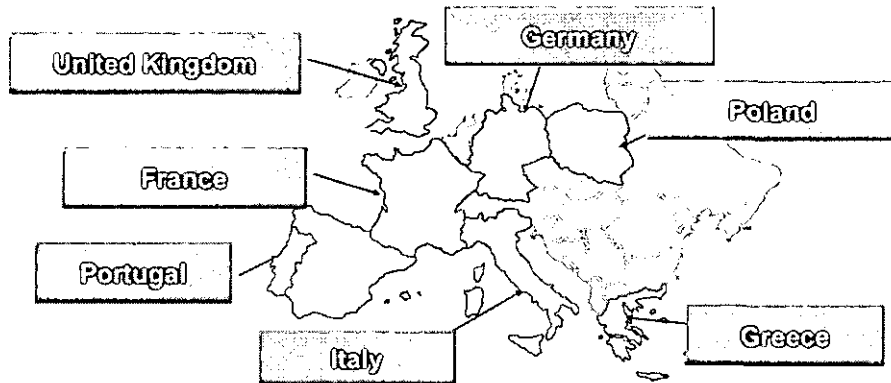 Germany
United Kingdom
Poland
France
Portugal
Italy
Greece